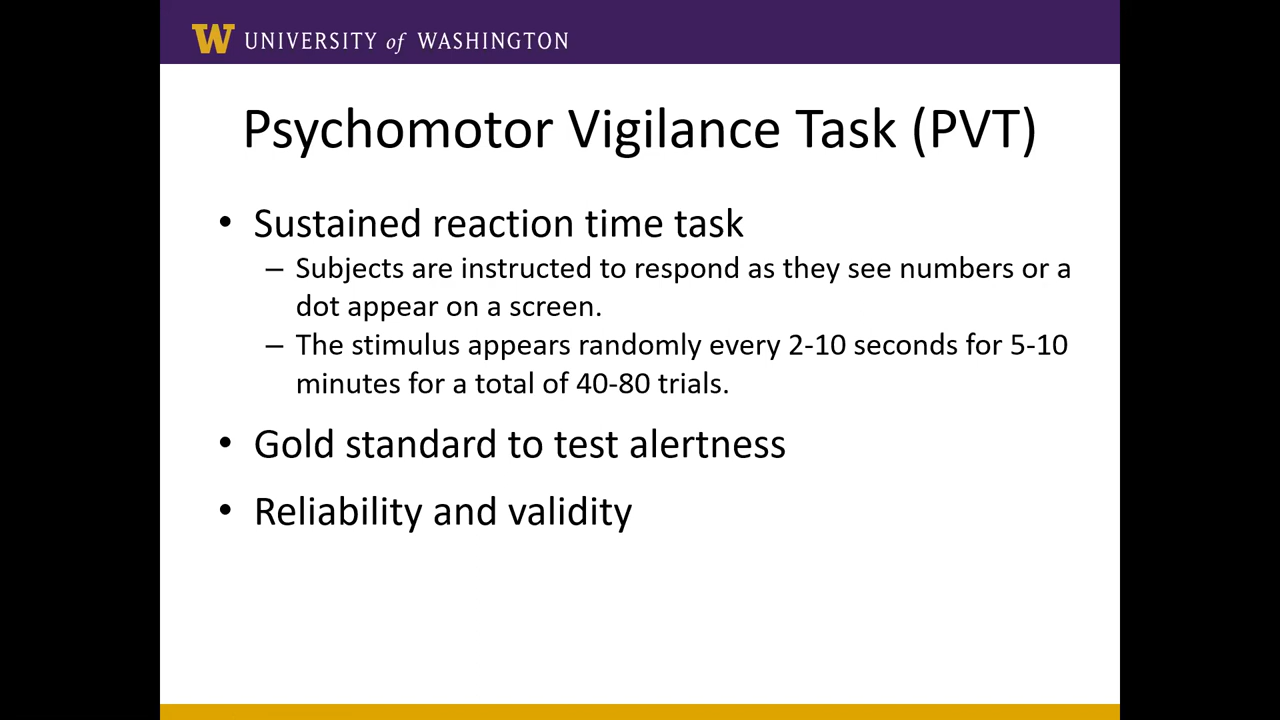 W UNIVERSITY of WASHINGTON
Psychomotor Vigilance Task (PVT)
• Sustained reaction time task
– Subjects are instructed to respond as they see numbers or a
dot appear on a screen.
– The stimulus appears randomly every 2-10 seconds for 5-10
minutes for a total of 40-80 trials.
• Gold standard to test alertness
• Reliability and validity